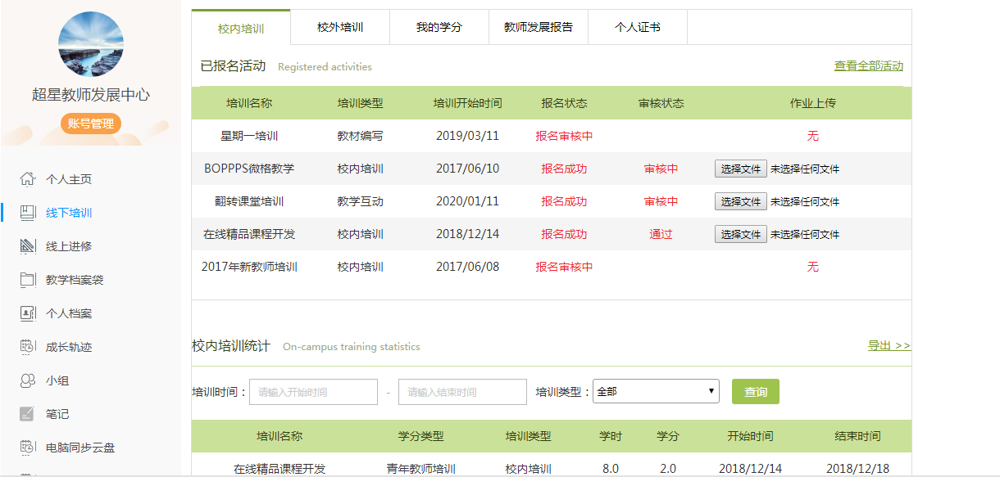 超星教师发展中心
账号管理
个人主页
线下培训
线上进修
教学档案袋
个人档案
成长轨迹
小组
笔记
电脑同步云盘
校内培训 校外培训 我的学分 教师发展报告 个人证书
已报名活动 Registered activities 查看全部活动
培训名称 培训类型 培训开始时间 报名状态 审核状态 作业上传
星期一培训 教材编写 2019/03/11 报名审核中 无
BOPPPS微格教学 校内培训 2017/06/10 报名成功 审核中 选择文件 未选择任何文件
翻转课堂培训 教学互动 2020/01/11 报名成功 审核中 选择文件 未选择任何文件
在线精品课程开发 校内培训 2018/12/14 报名成功 通过 选择文件 未选择任何文件
2017年新教师培训 校内培训 2017/06/08 报名审核中 无
校内培训统计 On-campus training statistics 导出 >>
培训时间： 请输入开始时间 - 请输入结束时间 培训类型： 全部 查询
培训名称 学分类型 培训类型 学时 学分 开始时间 结束时间
在线精品课程开发 青年教师培训 校内培训 8.0 2.0 2018/12/14 2018/12/18